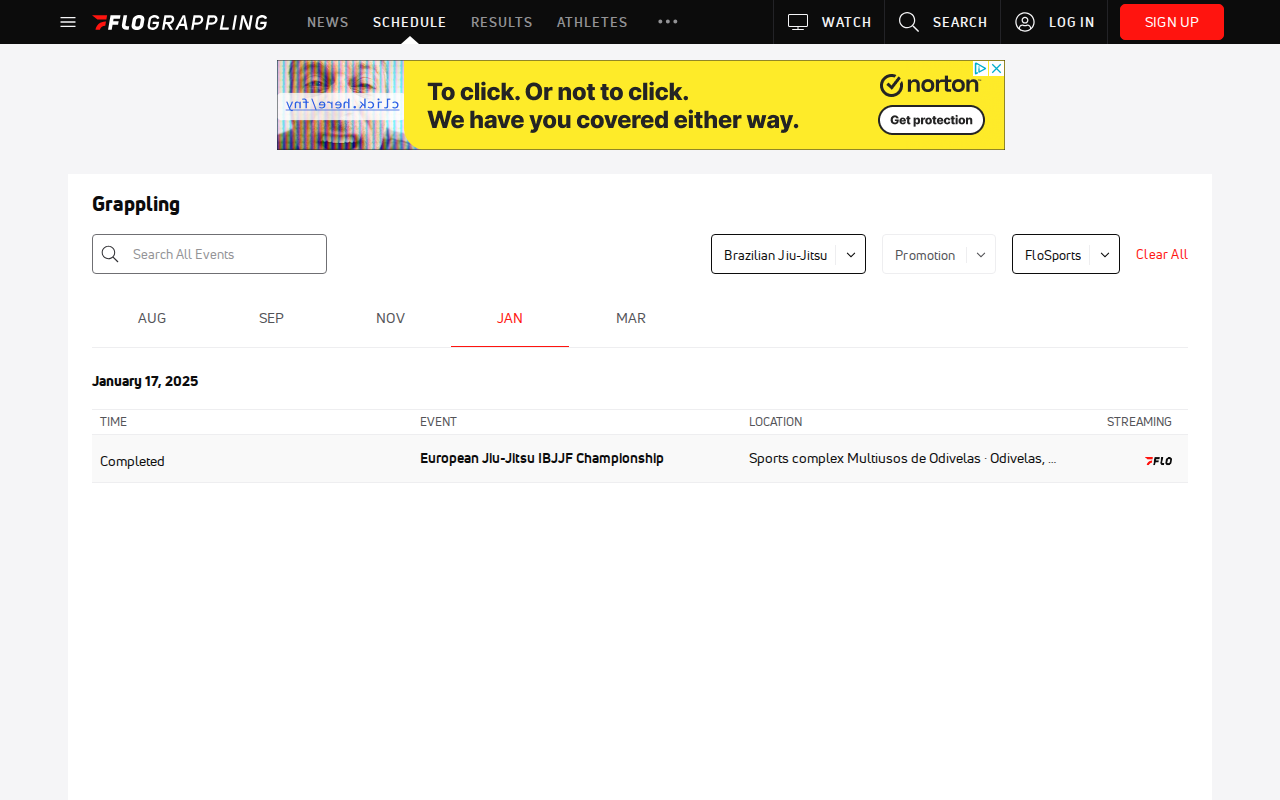 FLOGRAPPLING NEWS SCHEDULE RESULTS ATHLETES ••• WATCH SEARCH LOG IN SIGN UP
click.here/fny
To click. Or not to click.
We have you covered either way.
norton
Get protection
Grappling
Search All Events Brazilian Jiu-Jitsu Promotion FloSports Clear All
AUG SEP NOV JAN MAR
January 17, 2025
TIME EVENT LOCATION STREAMING
Completed European Jiu-Jitsu IBJJF Championship Sports complex Multiusos de Odivelas · Odivelas, ... FLO